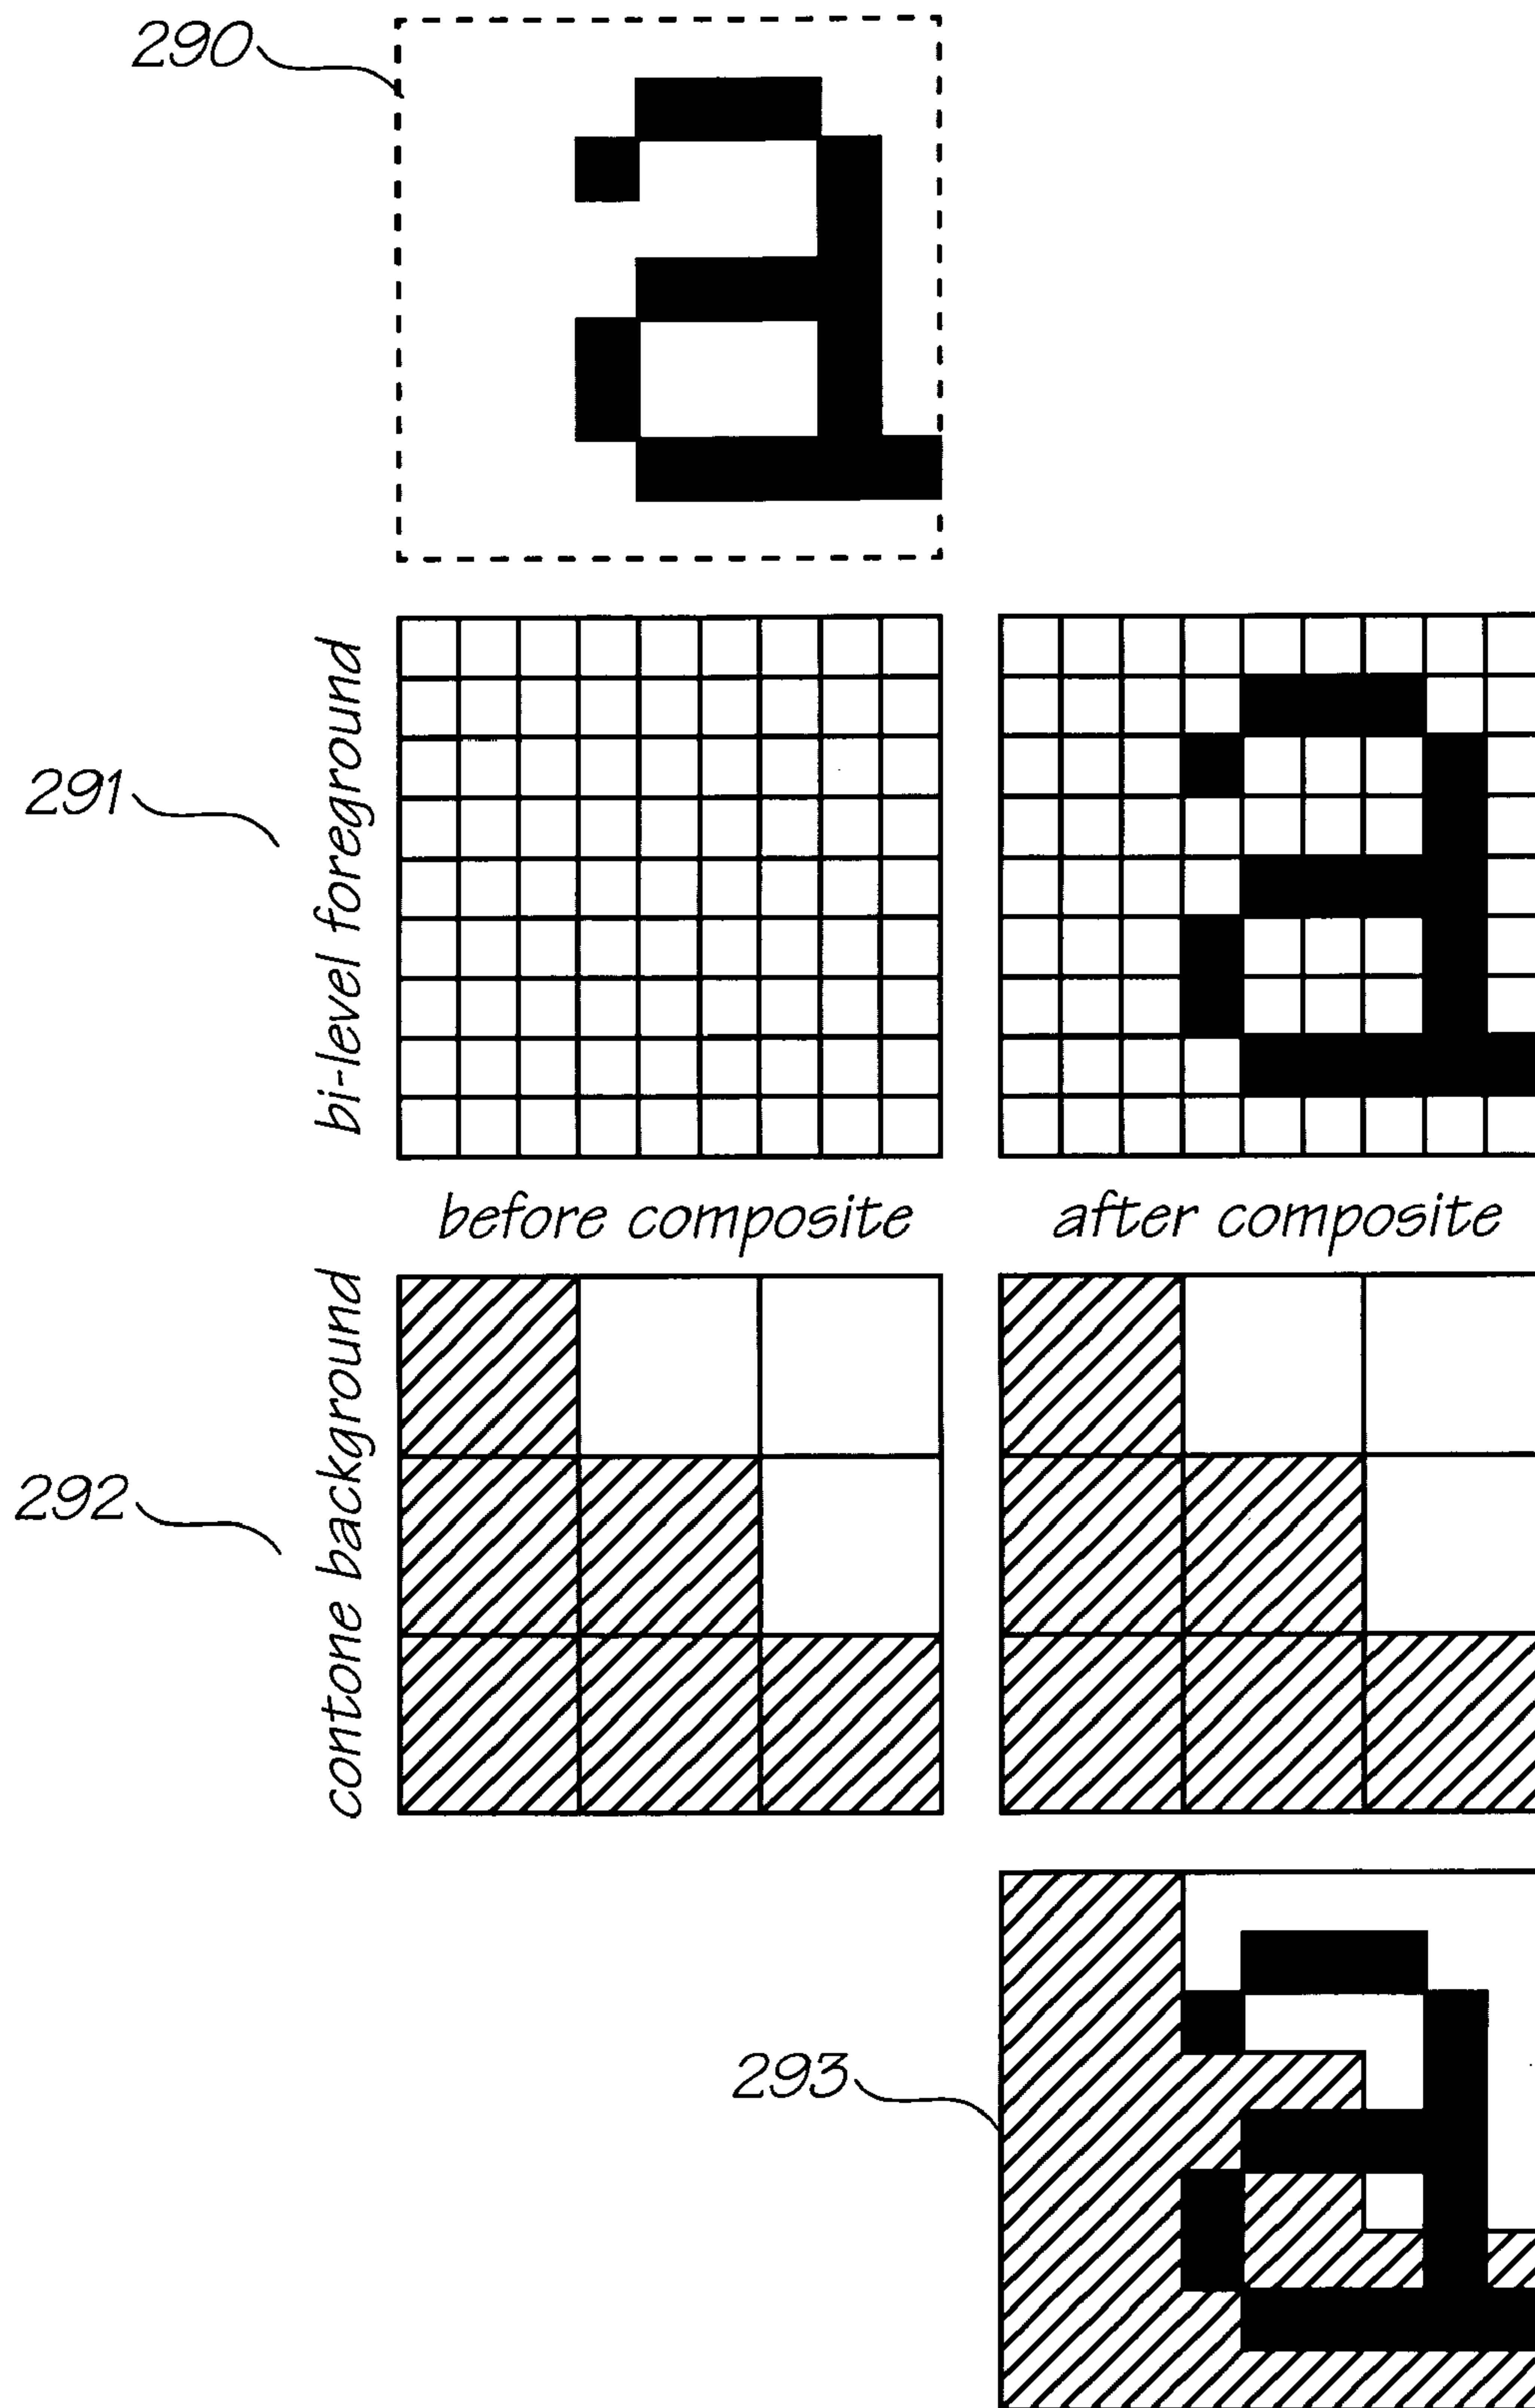 290
a
bi-level foreground
291
a
before composite
after composite
contone background
292
293
a